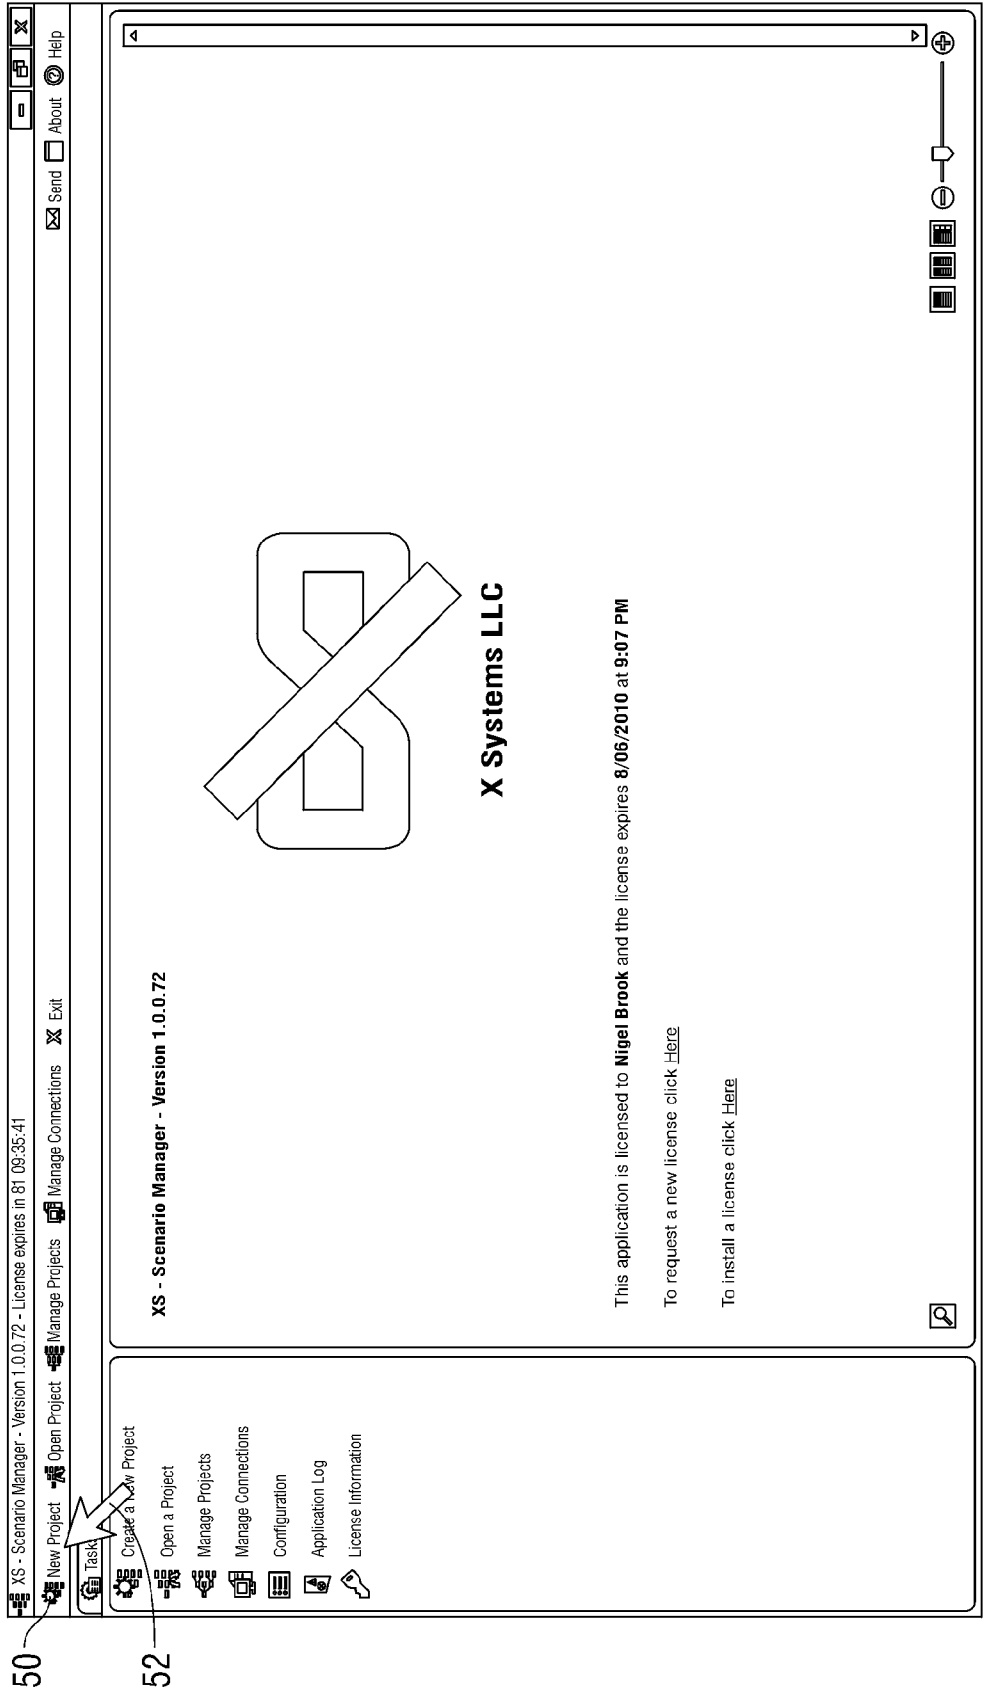 XS - Scenario Manager - Version 1.0.0.72 - License expires in 81 09:35:41
New Project Open Project Manage Projects Manage Connections Exit Send About Help
Task
Create a New Project
Open a Project
Manage Projects
Manage Connections
Configuration
Application Log
License Information
XS - Scenario Manager - Version 1.0.0.72
X Systems LLC
This application is licensed to Nigel Brook and the license expires 8/06/2010 at 9:07 PM
To request a new license click Here
To install a license click Here
50
52